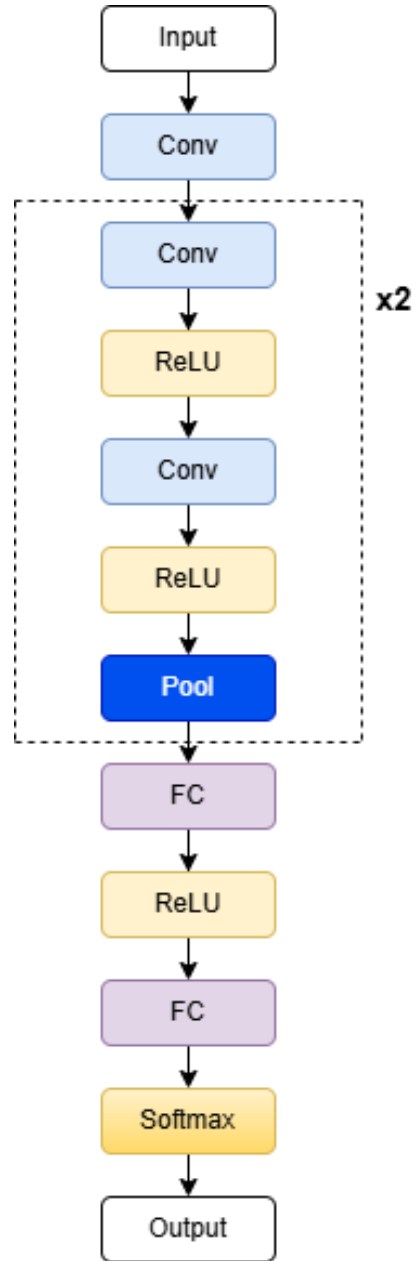 Input
Conv
Conv
x2
ReLU
Conv
ReLU
Pool
FC
ReLU
FC
Softmax
Output